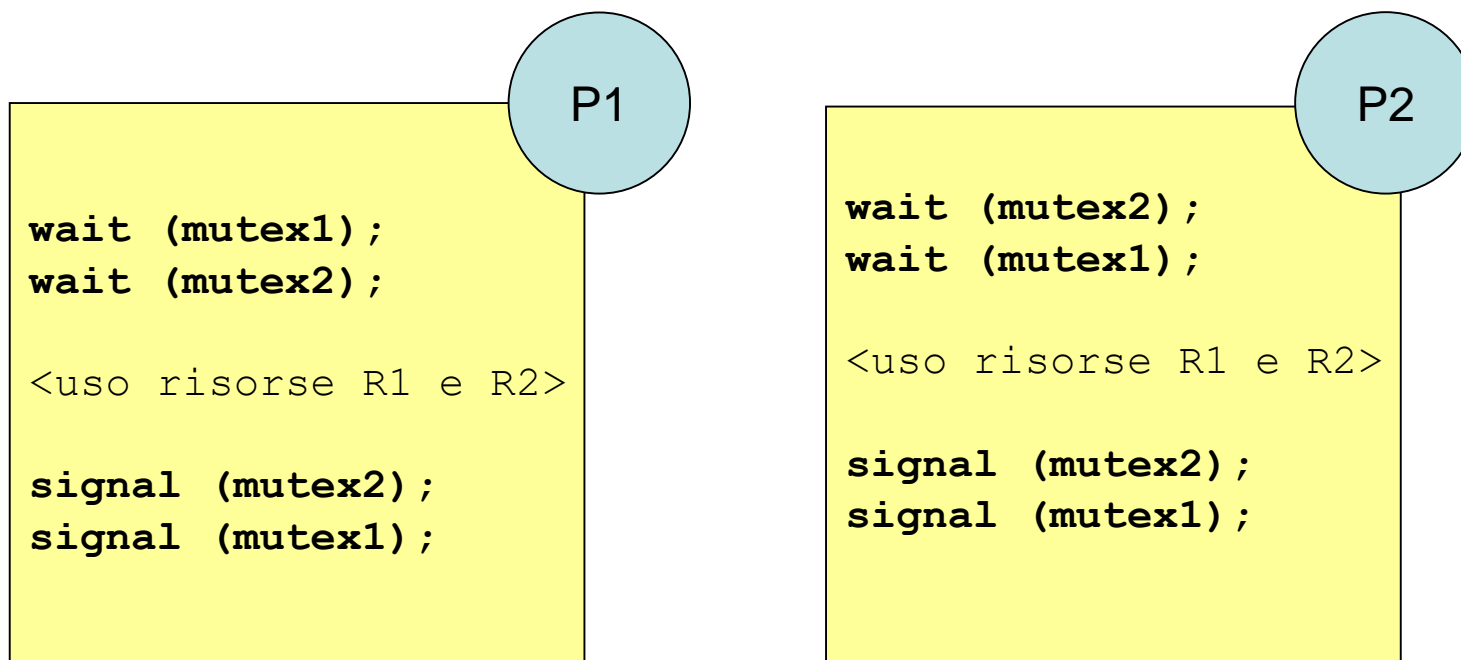 P1
wait (mutex1);
wait (mutex2);
<uso risorse R1 e R2>
signal (mutex2);
signal (mutex1);
P2
wait (mutex2);
wait (mutex1);
<uso risorse R1 e R2>
signal (mutex2);
signal (mutex1);